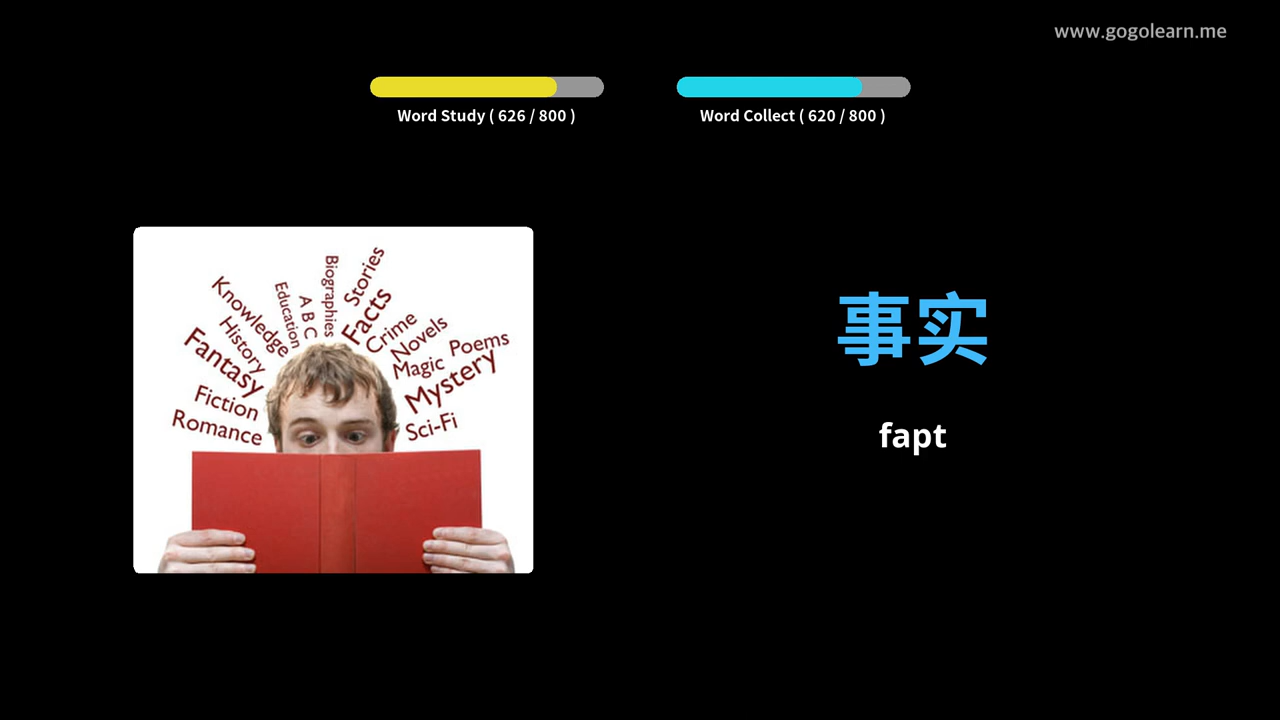 www.gogolearn.me
Word Study ( 626 / 800 )
Word Collect ( 620 / 800 )
Knowledge
History
Fantasy
Fiction
Romance
Education
A B C
Biographies
Stories
Facts
Crime
Novels
Magic
Poems
Mystery
Sci-Fi
事实
fapt